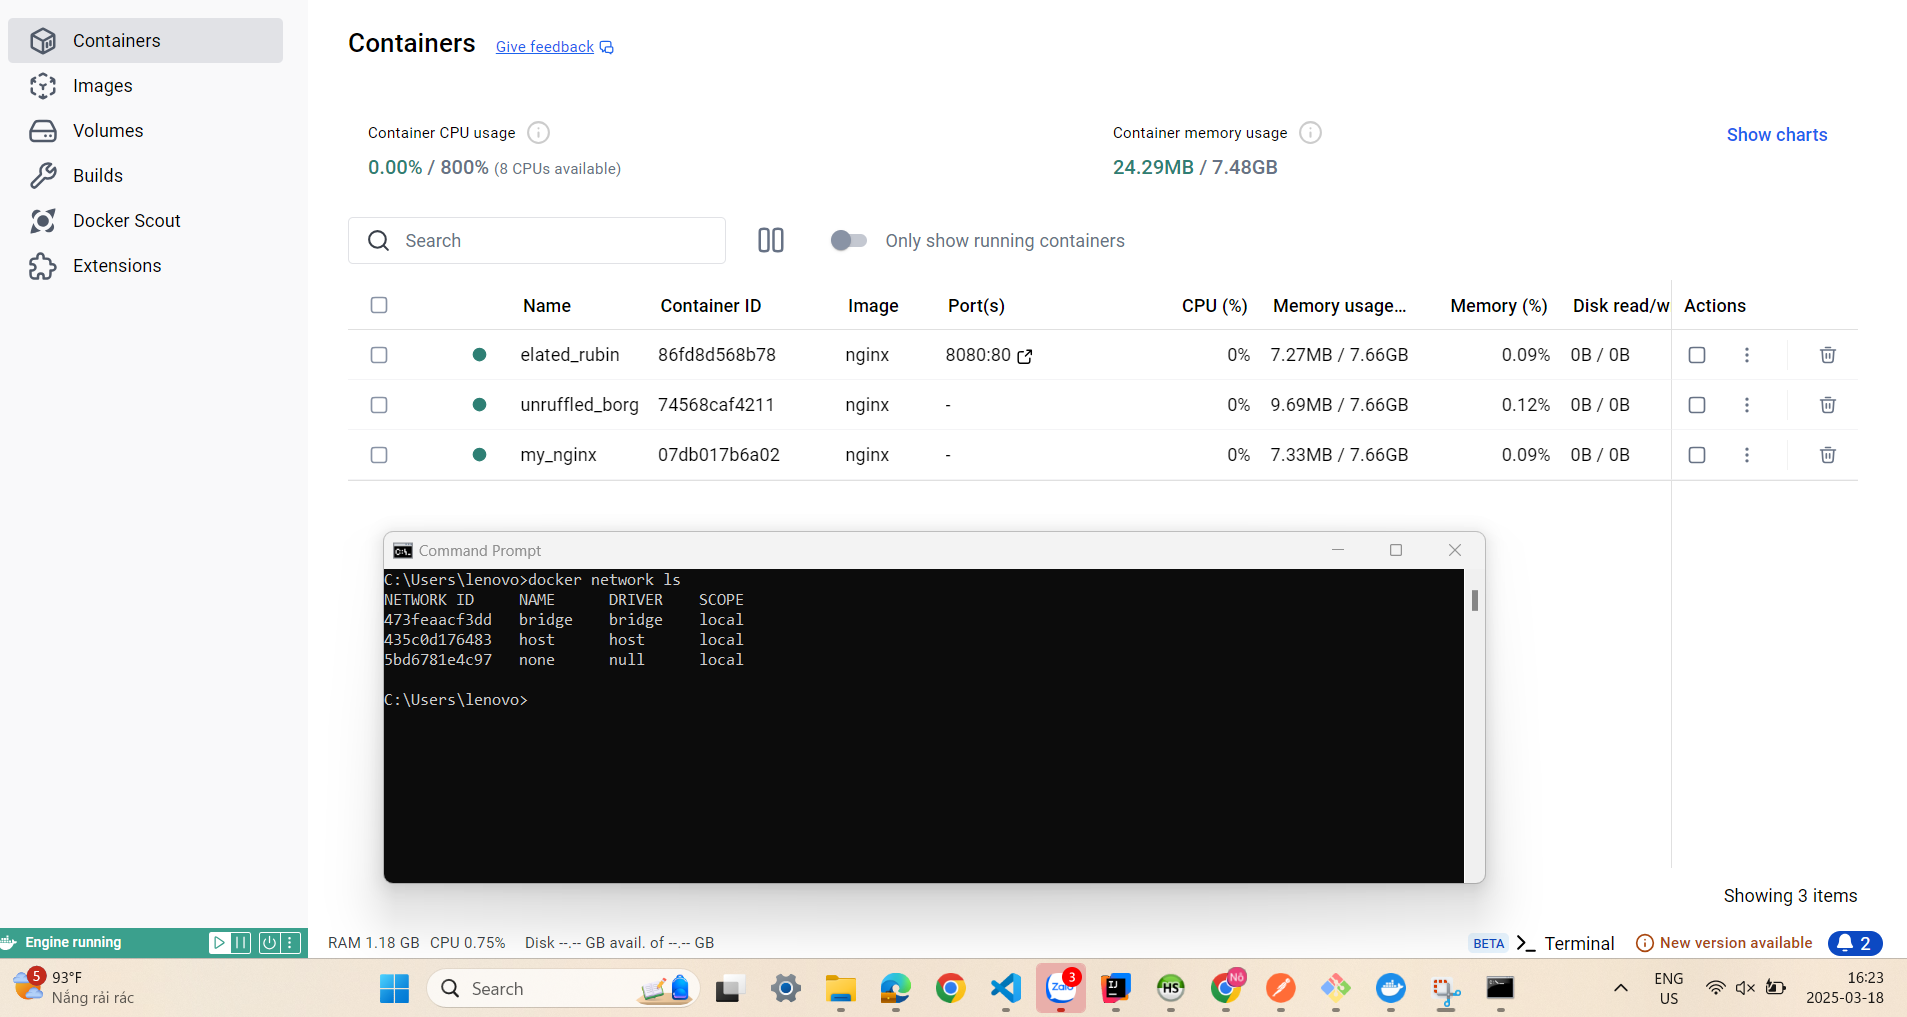 Containers
Images
Volumes
Builds
Docker Scout
Extensions
Containers Give feedback
Container CPU usage
0.00% / 800% (8 CPUs available)
Container memory usage
24.29MB / 7.48GB
Show charts
Search
Only show running containers
Name Container ID Image Port(s) CPU (%) Memory usage... Memory (%) Disk read/w Actions
elated_rubin 86fd8d568b78 nginx 8080:80 0% 7.27MB / 7.66GB 0.09% 0B / 0B
unruffled_borg 74568caf4211 nginx - 0% 9.69MB / 7.66GB 0.12% 0B / 0B
my_nginx 07db017b6a02 nginx - 0% 7.33MB / 7.66GB 0.09% 0B / 0B
Command Prompt
C:\Users\lenovo>docker network ls
NETWORK ID NAME DRIVER SCOPE
473feaacf3dd bridge bridge local
435c0d176483 host host local
5bd6781e4c97 none null local
C:\Users\lenovo>
Showing 3 items
Engine running
RAM 1.18 GB CPU 0.75% Disk --.-- GB avail. of --.-- GB
BETA Terminal
New version available
2
5
93°F
Nắng rải rác
Search
Zalo
3
IJ
HS
Nô
ENG
US
16:23
2025-03-18